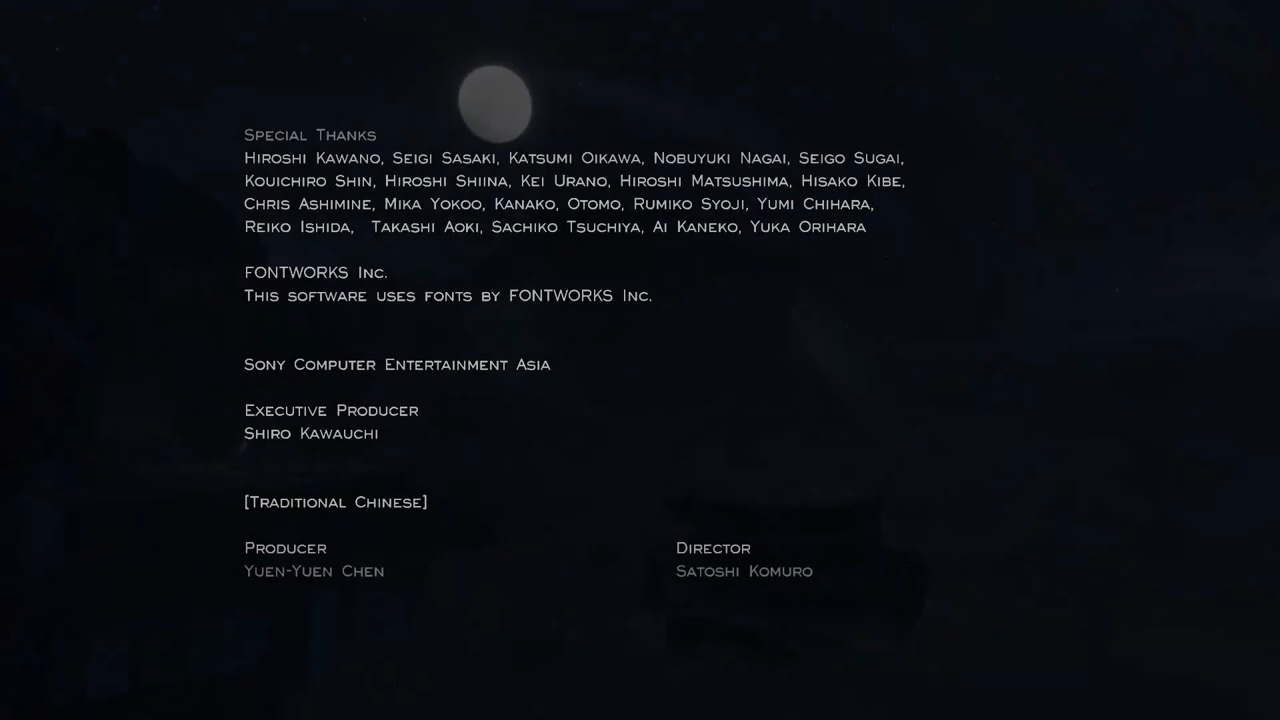 Special Thanks
Hiroshi Kawano, Seigi Sasaki, Katsumi Oikawa, Nobuyuki Nagai, Seigo Sugai,
Kouichiro Shin, Hiroshi Shiina, Kei Urano, Hiroshi Matsushima, Hisako Kibe,
Chris Ashimine, Mika Yokoo, Kanako, Otomo, Rumiko Syoji, Yumi Chihara,
Reiko Ishida, Takashi Aoki, Sachiko Tsuchiya, Ai Kaneko, Yuka Orihara
FONTWORKS Inc.
This software uses fonts by FONTWORKS Inc.
Sony Computer Entertainment Asia
Executive Producer
Shiro Kawauchi
[Traditional Chinese]
Producer Director
Yuen-Yuen Chen Satoshi Komuro